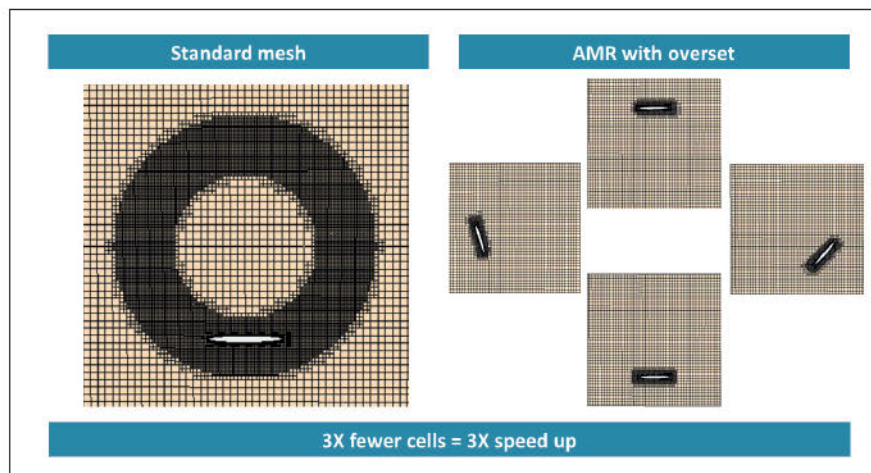 Standard mesh
AMR with overset
3X fewer cells = 3X speed up